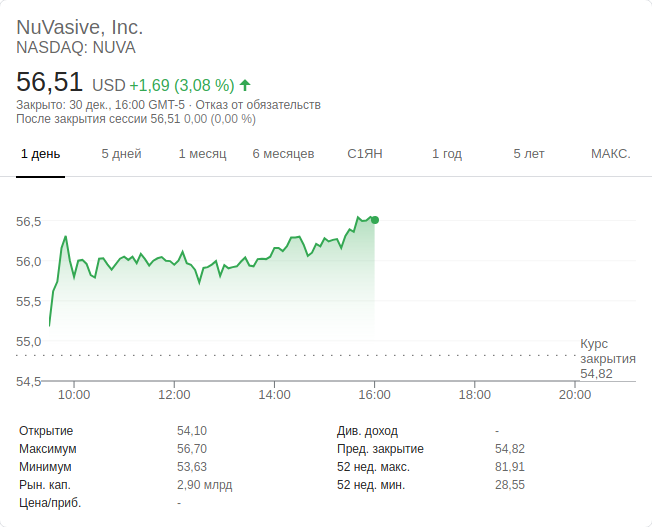 NuVasive, Inc.
NASDAQ: NUVA
56,51 USD +1,69 (3,08 %)
Закрыто: 30 дек., 16:00 GMT-5 · Отказ от обязательств
После закрытия сессии 56,51 0,00 (0,00 %)
1 день 5 дней 1 месяц 6 месяцев С1ЯН 1 год 5 лет МАКС.
56,5
56,0
55,5
55,0
Курс
закрытия
54,82
54,5
10:00 12:00 14:00 16:00 18:00 20:00
Открытие 54,10 Див. доход -
Максимум 56,70 Пред. закрытие 54,82
Минимум 53,63 52 нед. макс. 81,91
Рын. кап. 2,90 млрд 52 нед. мин. 28,55
Цена/приб. -